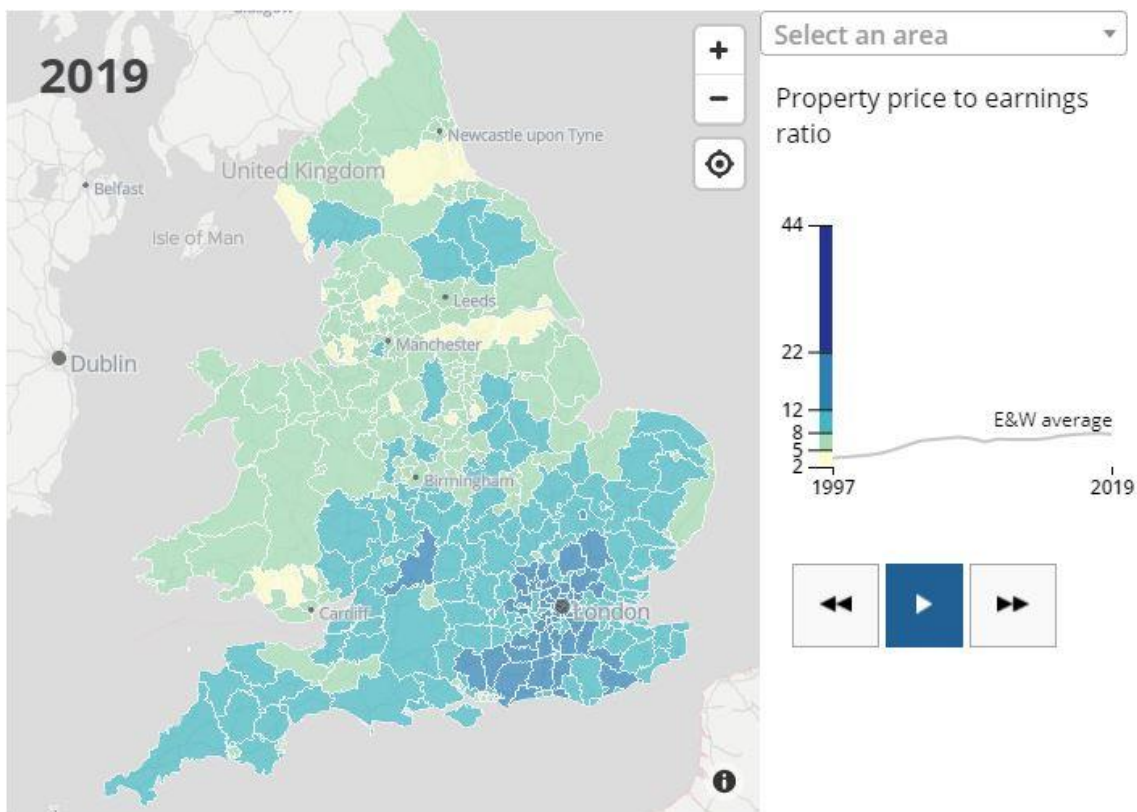 2019
Newcastle upon Tyne
United Kingdom
Belfast
Isle of Man
Leeds
Manchester
Dublin
Birmingham
Cardiff
London
+
−
i
Select an area
Property price to earnings
ratio
44
22
12
8
5
2
E&W average
1997
2019